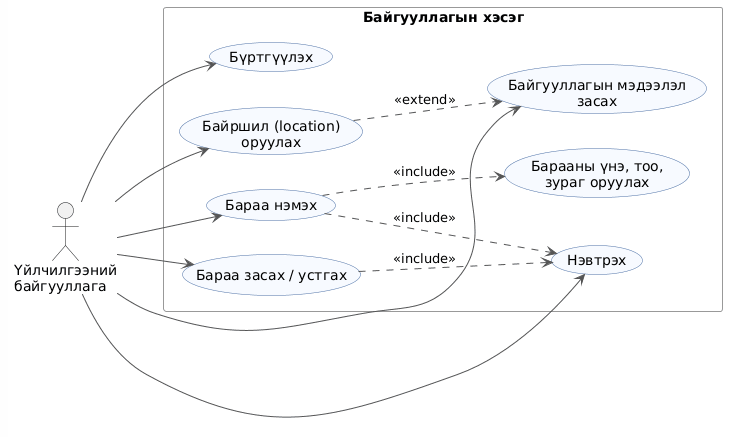 Байгууллагын хэсэг
Бүртгүүлэх
Байршил (location)
оруулах
«extend»
Байгууллагын мэдээлэл
засах
Бараа нэмэх
«include»
Барааны үнэ, тоо,
зураг оруулах
«include»
Бараа засах / устгах
«include»
Нэвтрэх
Үйлчилгээний
байгууллага